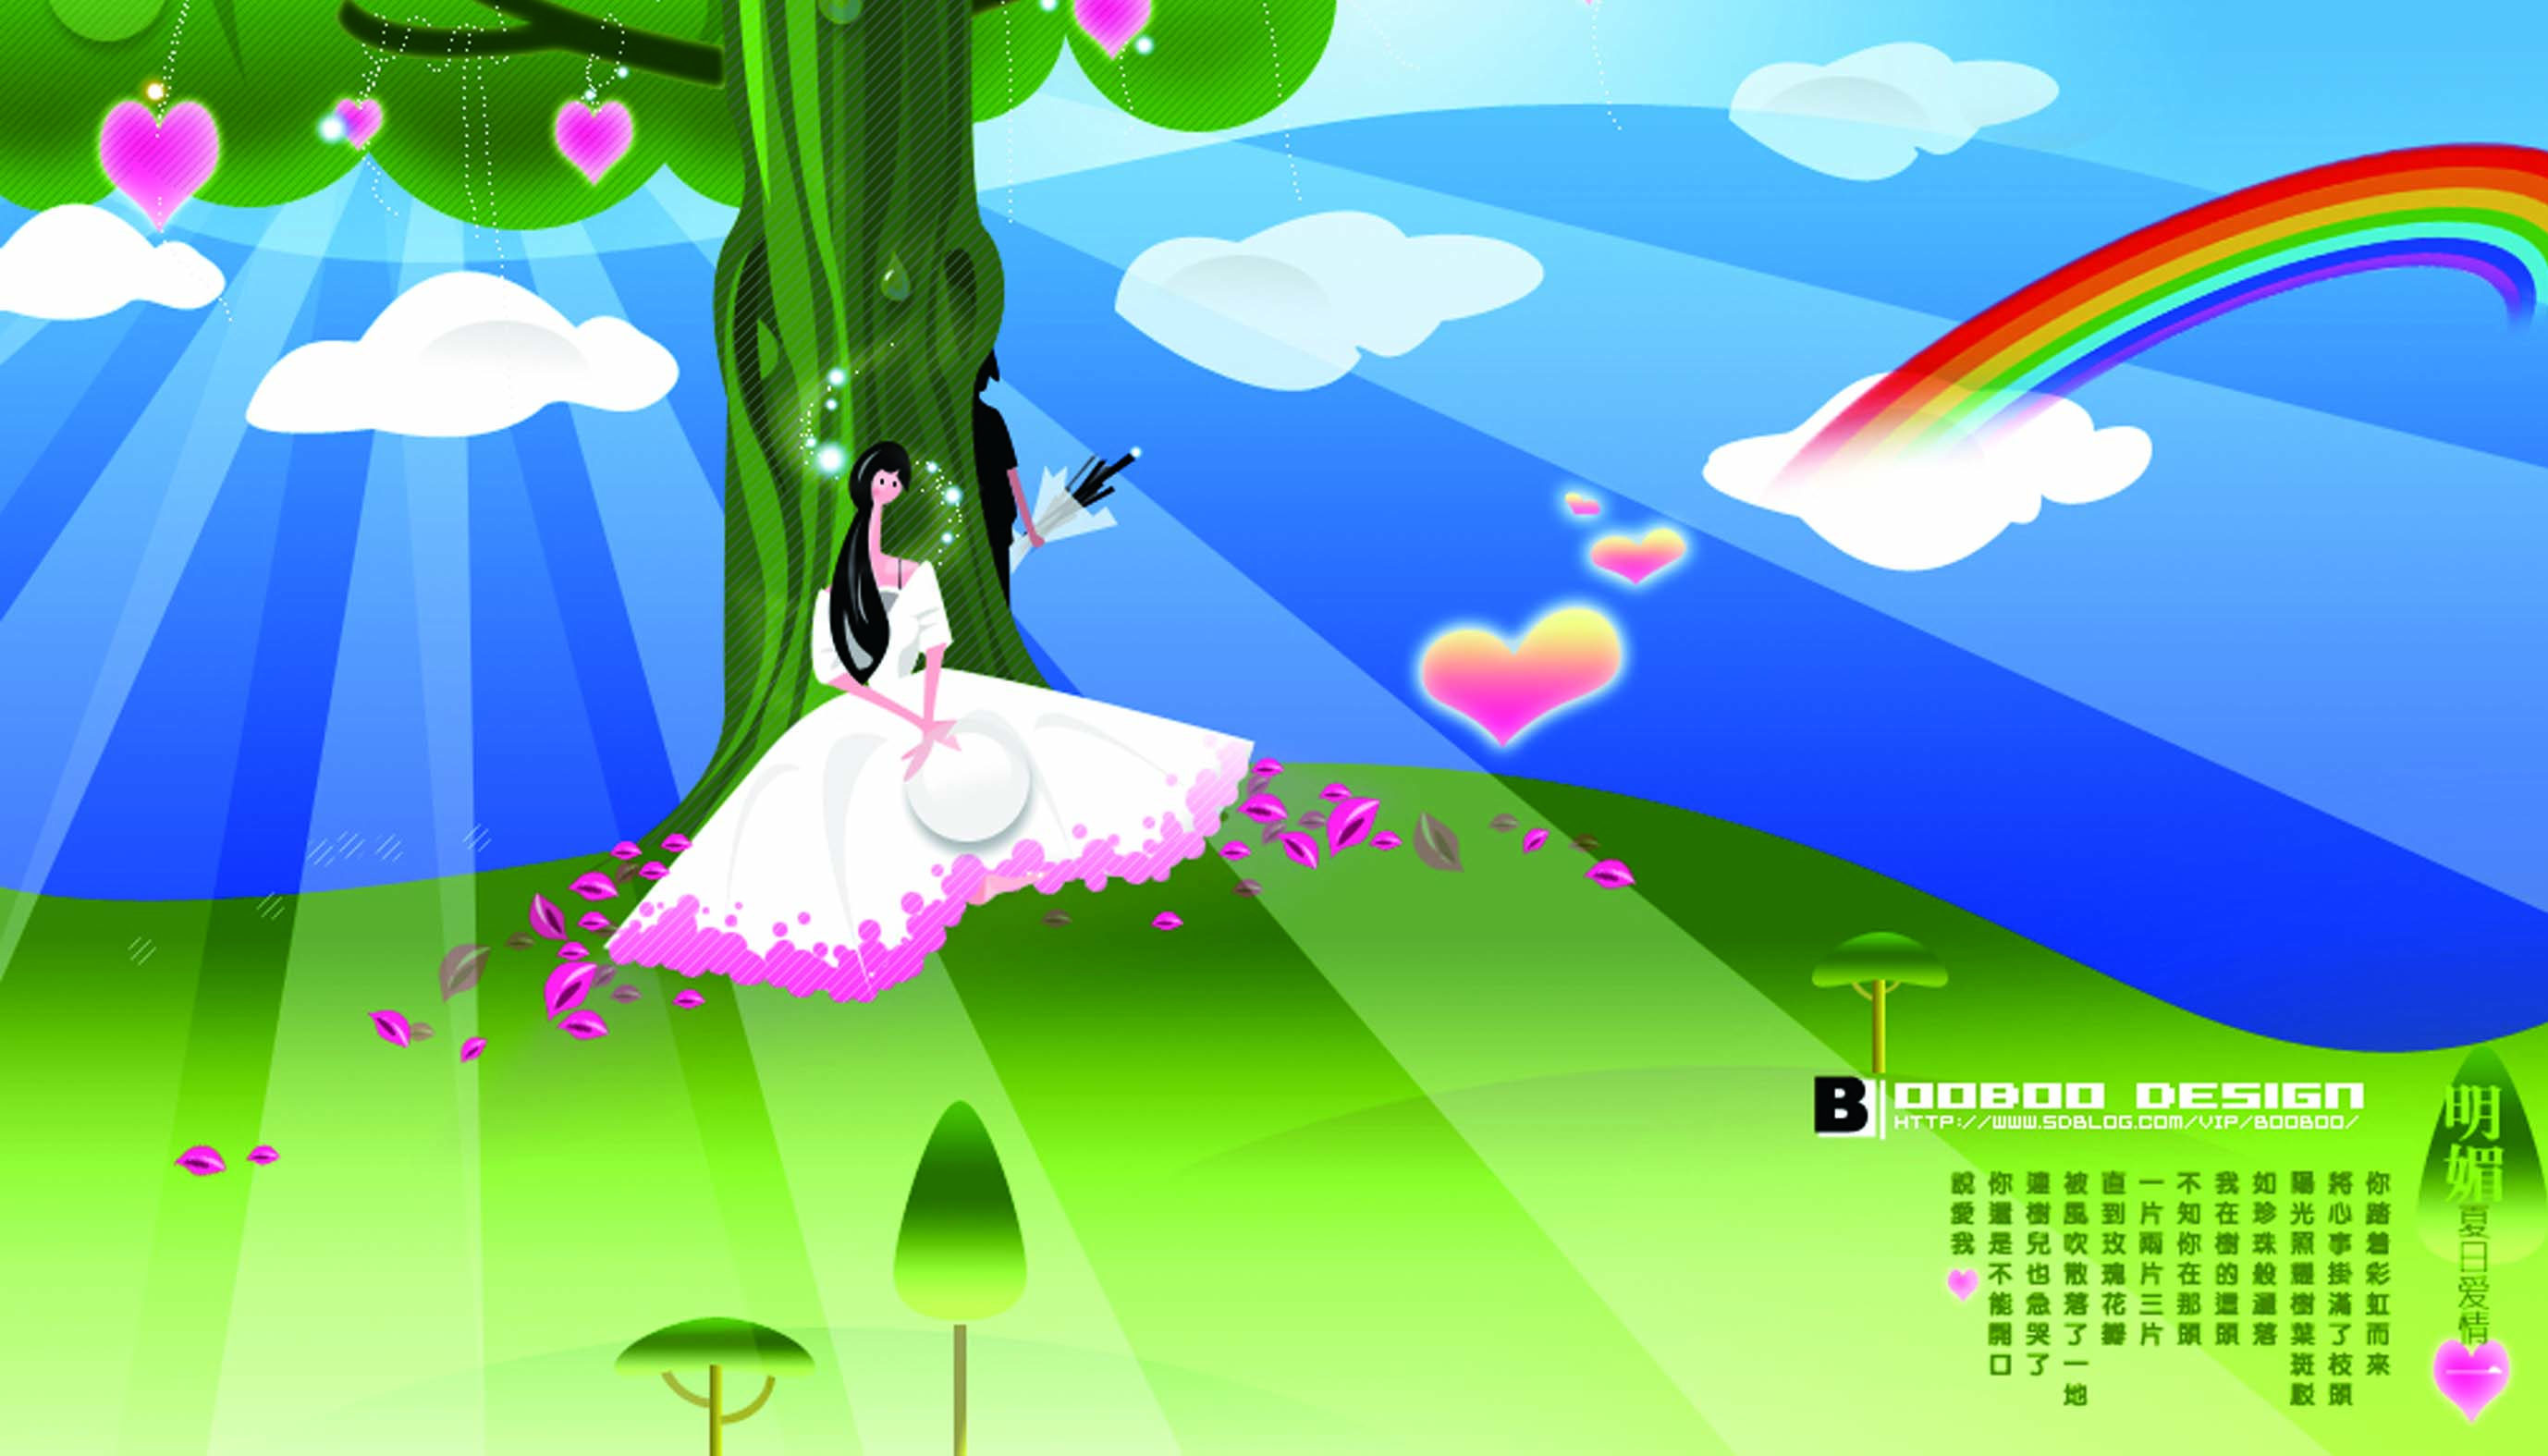 BOOBOO DESIGN
HTTP://WWW.SDBLOG.COM/VIP/BOOBOO/
明媚夏日爱情
你踏着彩虹而來
將心事掛滿了枝頭
陽光照耀樹葉斑駁
如珍珠般灑落
我在樹的這頭
不知你在那頭
一片兩片三片
直到玫瑰花瓣
被風吹散落了一地
連樹兒也急哭了
你還是不能開口
說愛我